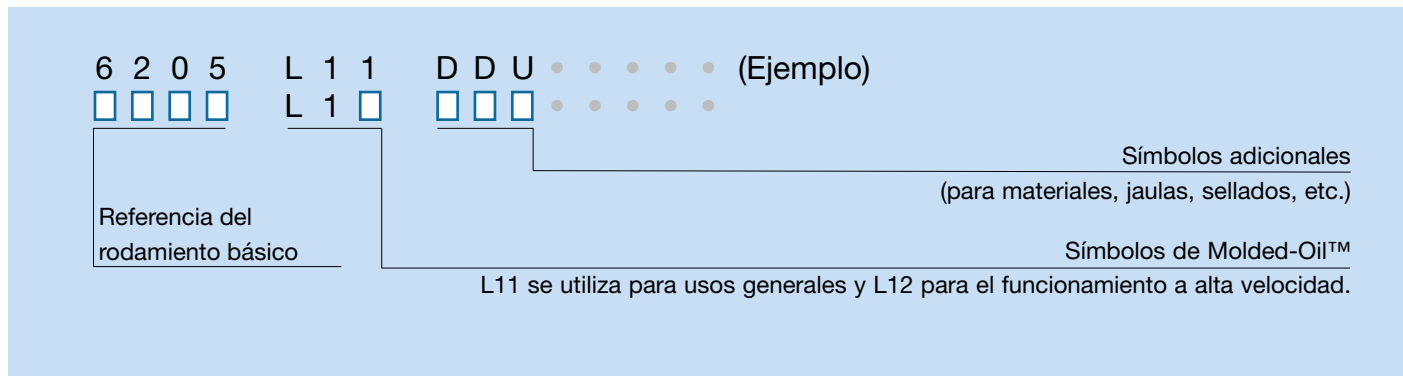 6 2 0 5 L 1 1 D D U • • • • • (Ejemplo)
□ □ □ □ L 1 □ □ □ □ • • • • •
Símbolos adicionales
(para materiales, jaulas, sellados, etc.)
Referencia del
rodamiento básico
Símbolos de Molded-Oil™
L11 se utiliza para usos generales y L12 para el funcionamiento a alta velocidad.